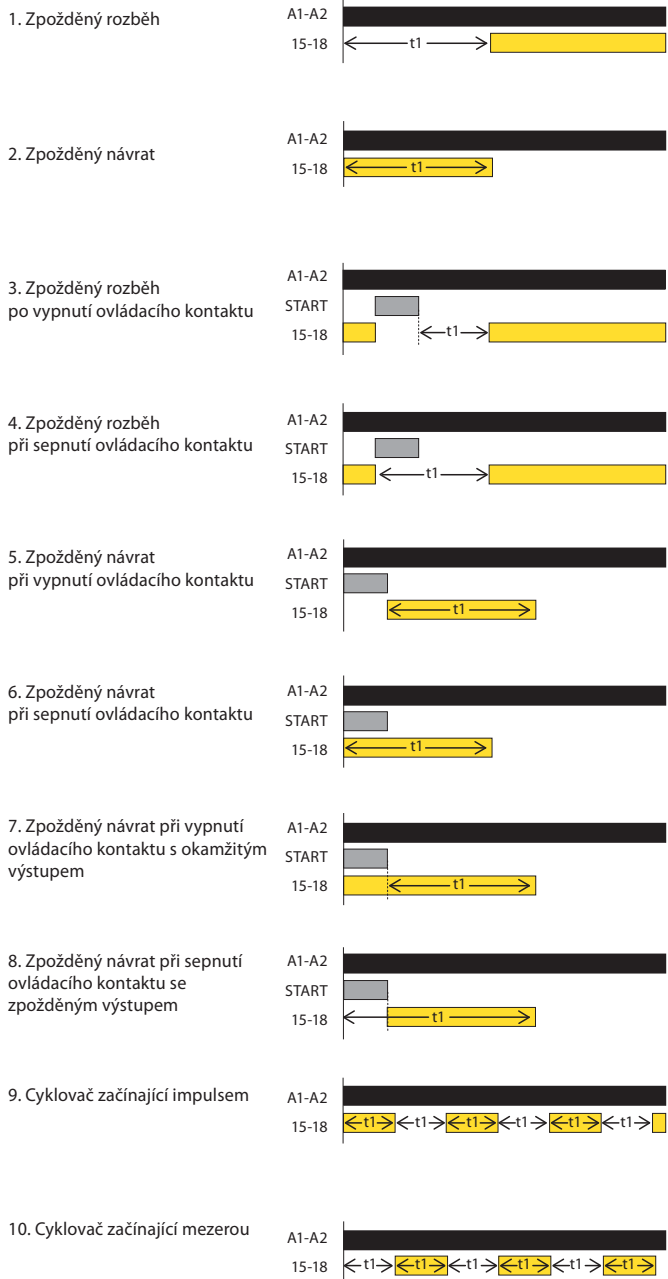 1. Zpožděný rozběh
A1-A2
15-18
t1
2. Zpožděný návrat
A1-A2
15-18
t1
3. Zpožděný rozběh
po vypnutí ovládacího kontaktu
A1-A2
START
15-18
t1
4. Zpožděný rozběh
při sepnutí ovládacího kontaktu
A1-A2
START
15-18
t1
5. Zpožděný návrat
při vypnutí ovládacího kontaktu
A1-A2
START
15-18
t1
6. Zpožděný návrat
při sepnutí ovládacího kontaktu
A1-A2
START
15-18
t1
7. Zpožděný návrat při vypnutí
ovládacího kontaktu s okamžitým
výstupem
A1-A2
START
15-18
t1
8. Zpožděný návrat při sepnutí
ovládacího kontaktu se
zpožděným výstupem
A1-A2
START
15-18
t1
9. Cyklovač začínající impulsem
A1-A2
15-18
t1 t1 t1 t1 t1 t1
10. Cyklovač začínající mezerou
A1-A2
15-18
t1 t1 t1 t1 t1 t1